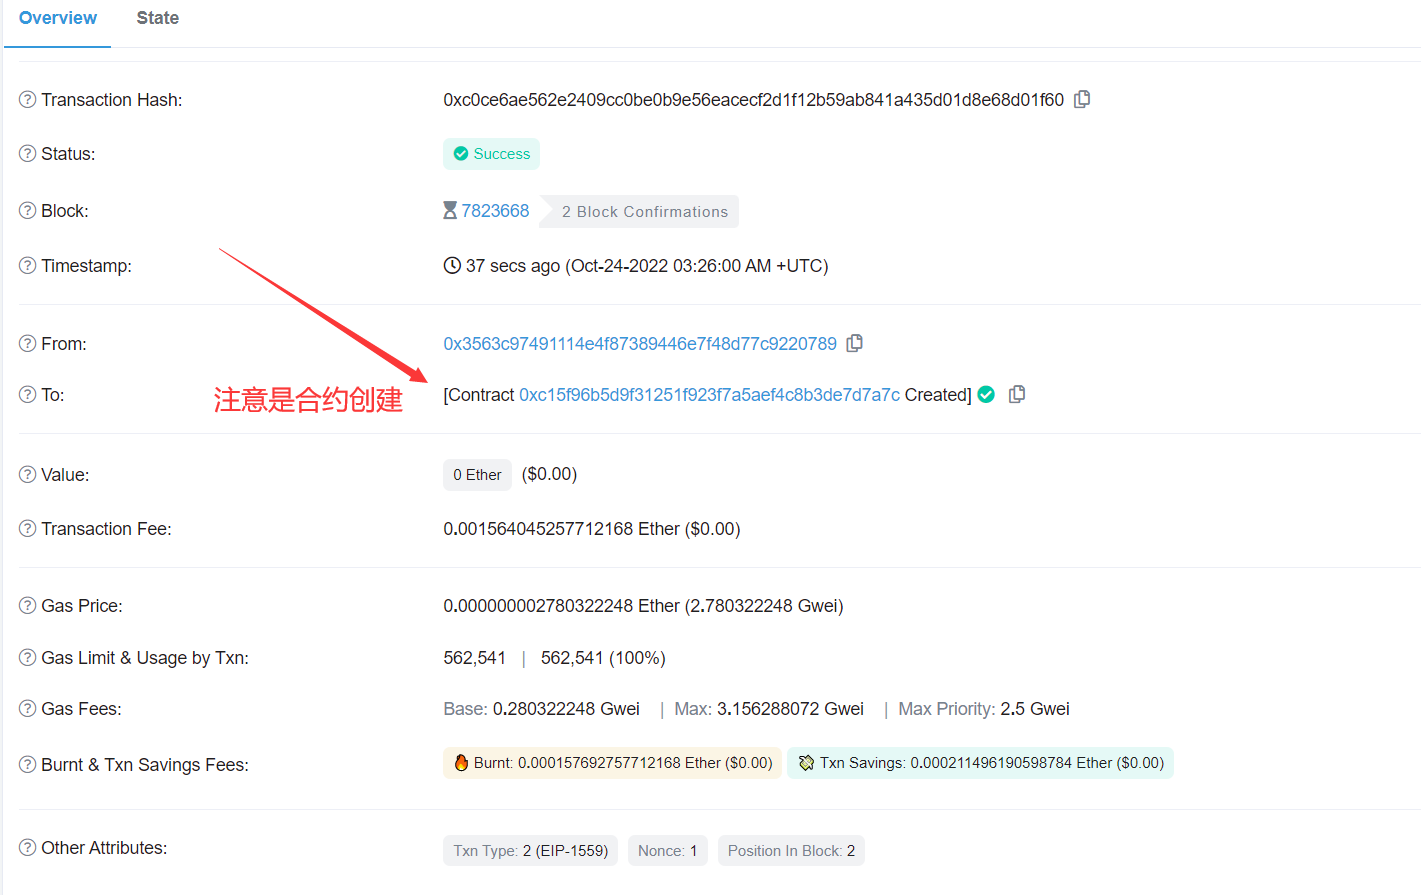 Overview State
Transaction Hash: 0xc0ce6ae562e2409cc0be0b9e56eacecf2d1f12b59ab841a435d01d8e68d01f60
Status: Success
Block: 7823668 2 Block Confirmations
Timestamp: 37 secs ago (Oct-24-2022 03:26:00 AM +UTC)
From: 0x3563c97491114e4f87389446e7f48d77c9220789
To: 注意是合约创建 [Contract 0xc15f96b5d9f31251f923f7a5aef4c8b3de7d7a7c Created]
Value: 0 Ether ($0.00)
Transaction Fee: 0.001564045257712168 Ether ($0.00)
Gas Price: 0.000000002780322248 Ether (2.780322248 Gwei)
Gas Limit & Usage by Txn: 562,541 | 562,541 (100%)
Gas Fees: Base: 0.280322248 Gwei | Max: 3.156288072 Gwei | Max Priority: 2.5 Gwei
Burnt & Txn Savings Fees: Burnt: 0.000157692757712168 Ether ($0.00) Txn Savings: 0.000211496190598784 Ether ($0.00)
Other Attributes: Txn Type: 2 (EIP-1559) Nonce: 1 Position In Block: 2